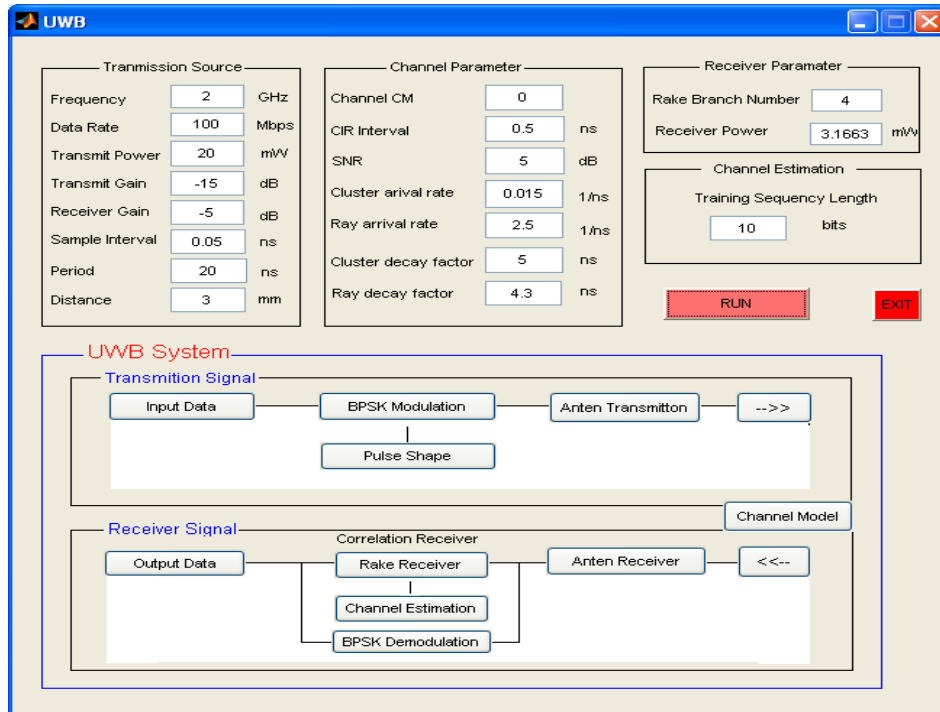 UWB
Tranmission Source
Frequency 2 GHz
Data Rate 100 Mbps
Transmit Power 20 mW
Transmit Gain -15 dB
Receiver Gain -5 dB
Sample Interval 0.05 ns
Period 20 ns
Distance 3 mm
Channel Parameter
Channel CM 0
CIR Interval 0.5 ns
SNR 5 dB
Cluster arival rate 0.015 1/ns
Ray arrival rate 2.5 1/ns
Cluster decay factor 5 ns
Ray decay factor 4.3 ns
Receiver Paramater
Rake Branch Number 4
Receiver Power 3.1663 mW
Channel Estimation
Training Sequency Length
10 bits
RUN
EXIT
UWB System
Transmition Signal
Input Data
BPSK Modulation
Anten Transmitton
-->>
Pulse Shape
Channel Model
Receiver Signal
Correlation Receiver
Output Data
Rake Receiver
Anten Receiver
<<--
Channel Estimation
BPSK Demodulation